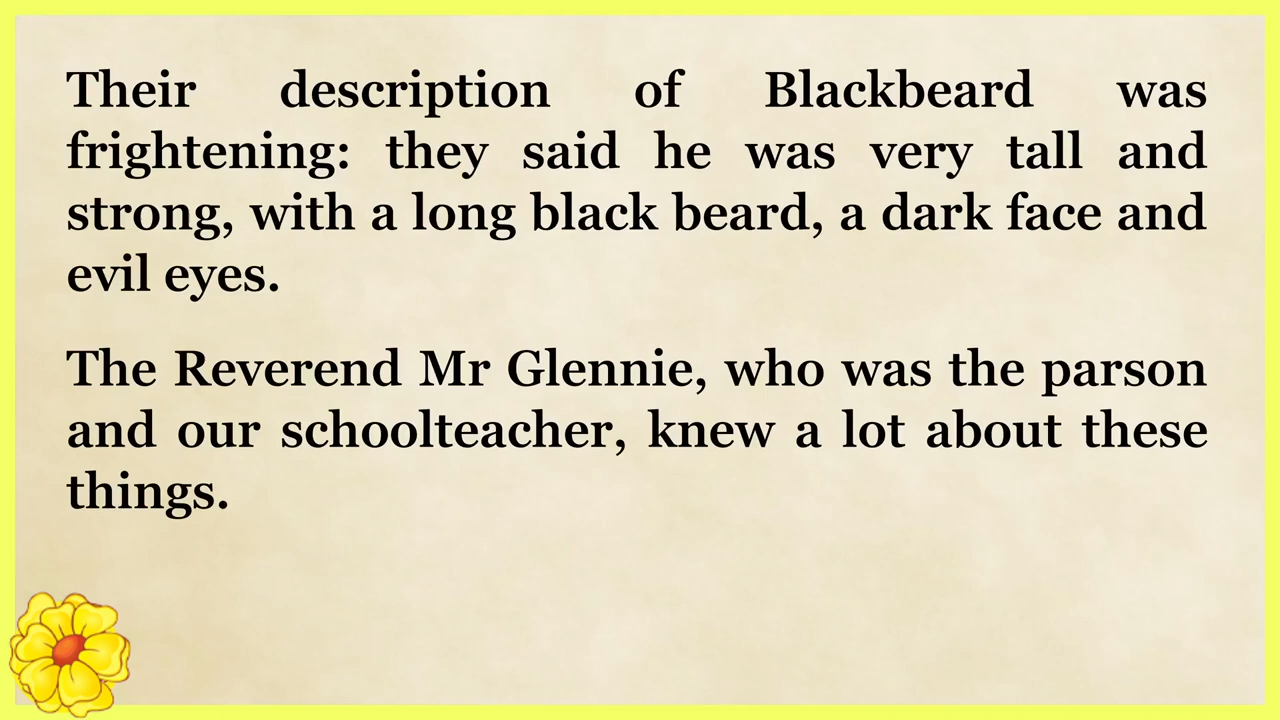 Their description of Blackbeard was
frightening: they said he was very tall and
strong, with a long black beard, a dark face and
evil eyes.
The Reverend Mr Glennie, who was the parson
and our schoolteacher, knew a lot about these
things.